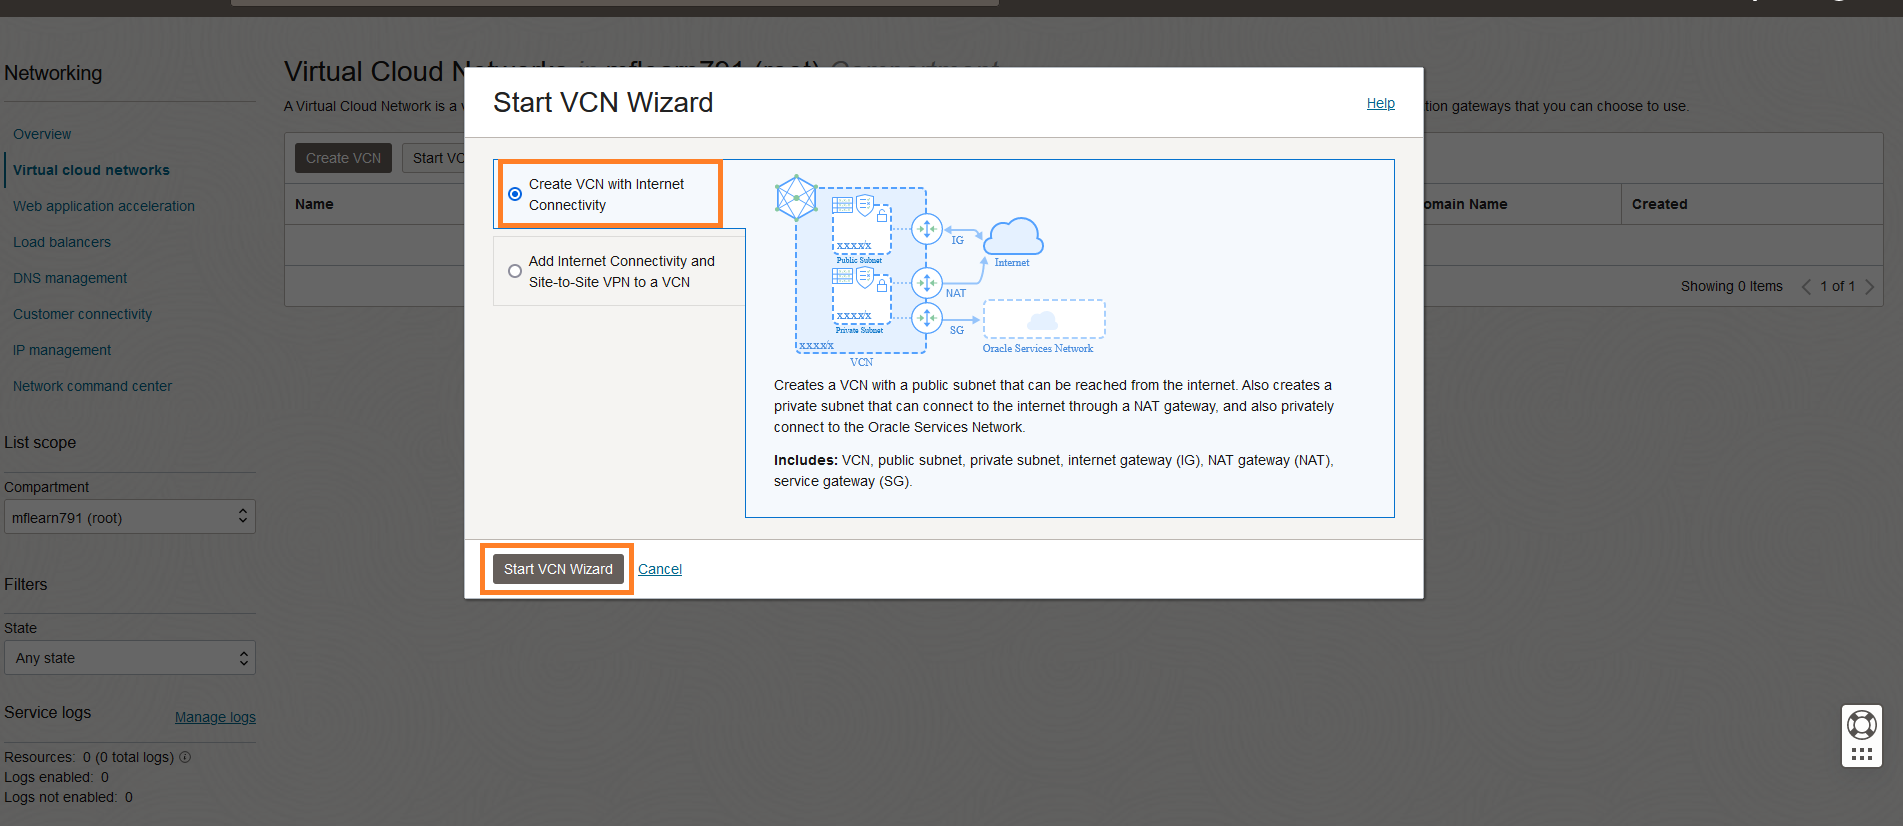 Networking
Overview
Virtual cloud networks
Web application acceleration
Load balancers
DNS management
Customer connectivity
IP management
Network command center
List scope
Compartment
mflearn791 (root)
Filters
State
Any state
Service logs
Manage logs
Resources: 0 (0 total logs)
Logs enabled: 0
Logs not enabled: 0
Virtual Cloud Networks in mflearn791 (root) Compartment
A Virtual Cloud Network is a
tion gateways that you can choose to use.
Create VCN
Start VC
Name
omain Name
Created
Showing 0 Items
1 of 1
Start VCN Wizard
Help
Create VCN with Internet
Connectivity
Add Internet Connectivity and
Site-to-Site VPN to a VCN
x.x.x.x/x
Public Subnet
x.x.x.x/x
Private Subnet
x.x.x.x/x
VCN
IG
NAT
SG
Internet
Oracle Services Network
Creates a VCN with a public subnet that can be reached from the internet. Also creates a
private subnet that can connect to the internet through a NAT gateway, and also privately
connect to the Oracle Services Network.
Includes: VCN, public subnet, private subnet, internet gateway (IG), NAT gateway (NAT),
service gateway (SG).
Start VCN Wizard
Cancel